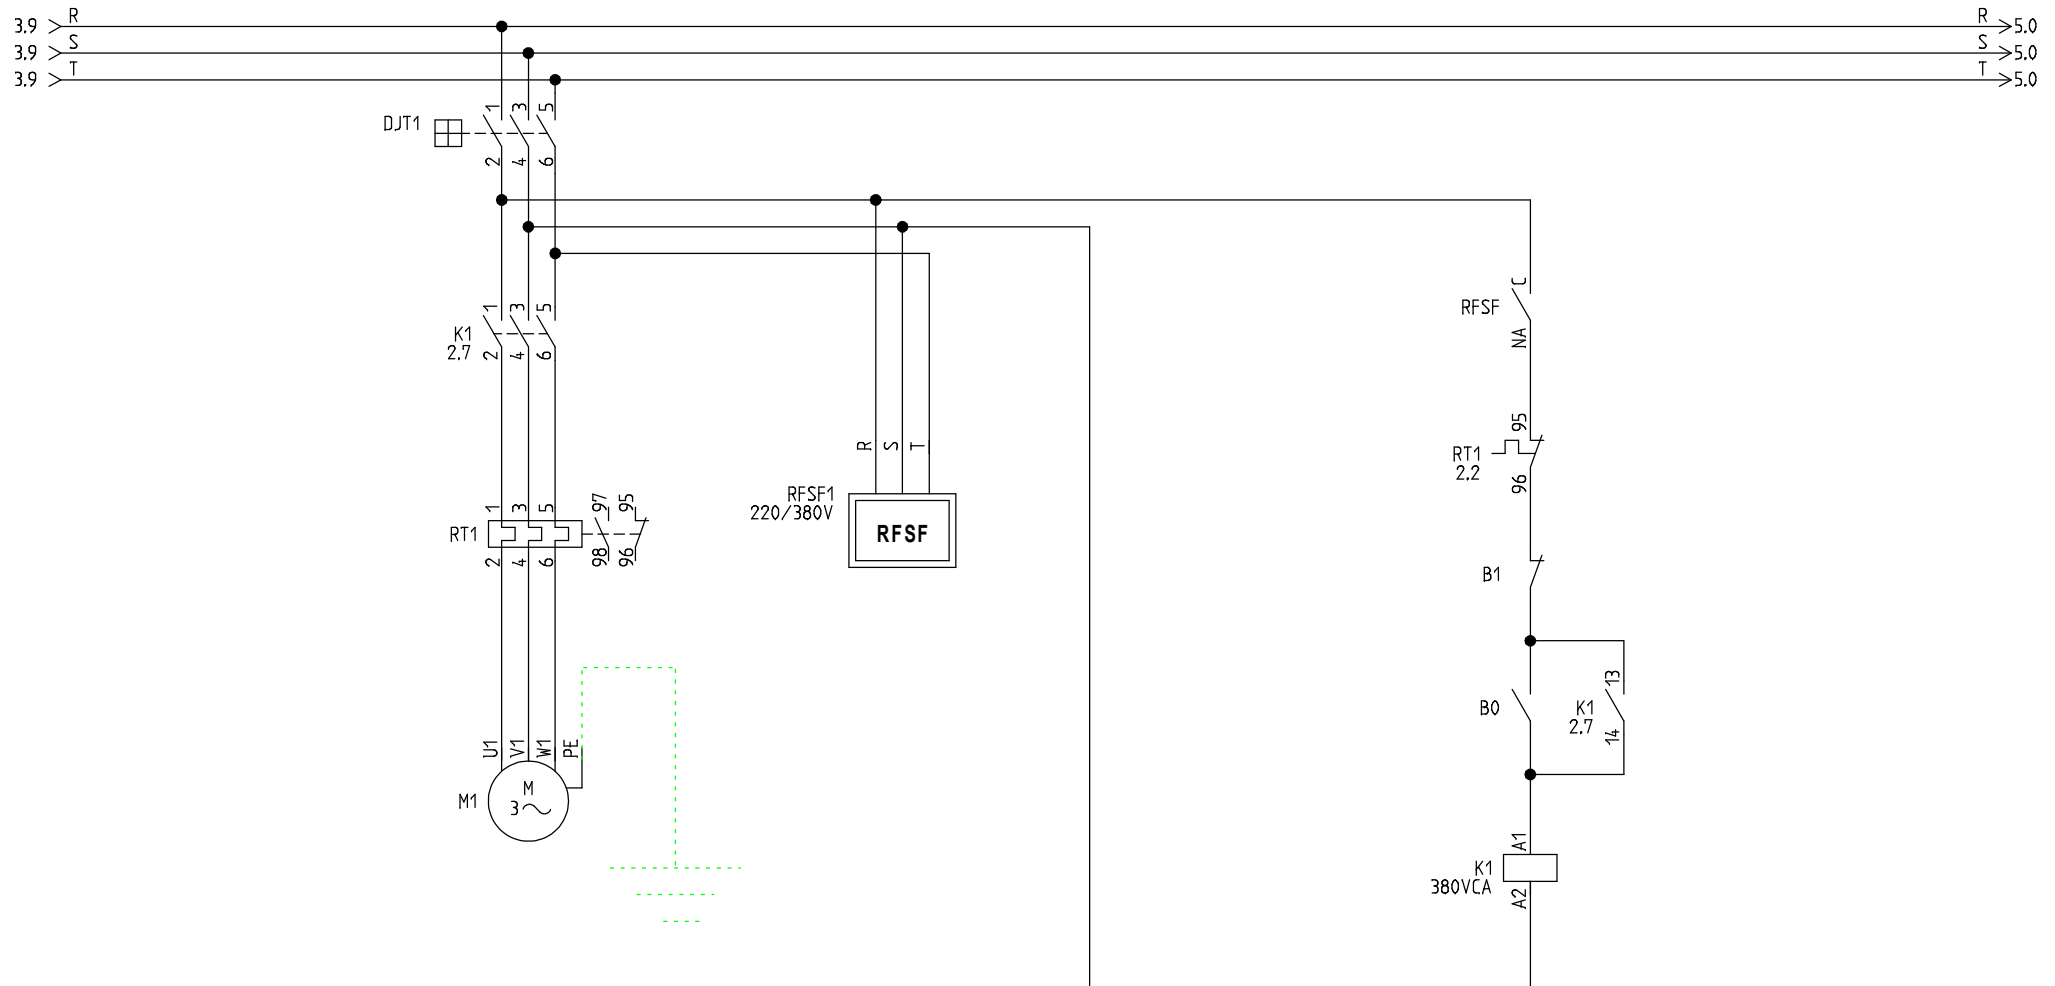 3.9 R R 5.0
3.9 S S 5.0
3.9 T T 5.0
1 3 5
DJT1
2 4 6
C
RFSF
NA
1 3 5
K1
2.7
2 4 6
95
RT1
2.2
96
R S T
RFSF1
220/380V
RFSF
1 3 5 97 95
RT1
2 4 6 98 96
B1
13
B0
K1
2.7
14
U1 V1 W1 PE
M1
M
3
A1
K1
380VCA
A2